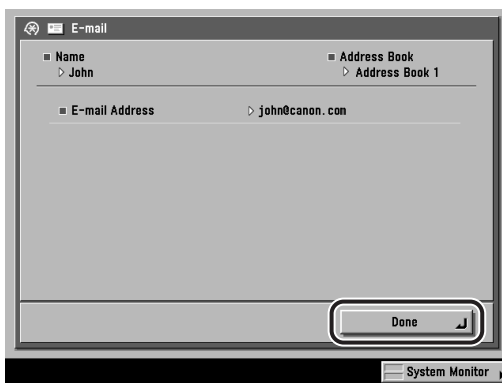 E-mail
Name
John
Address Book
Address Book 1
E-mail Address
john@canon.com
Done
System Monitor